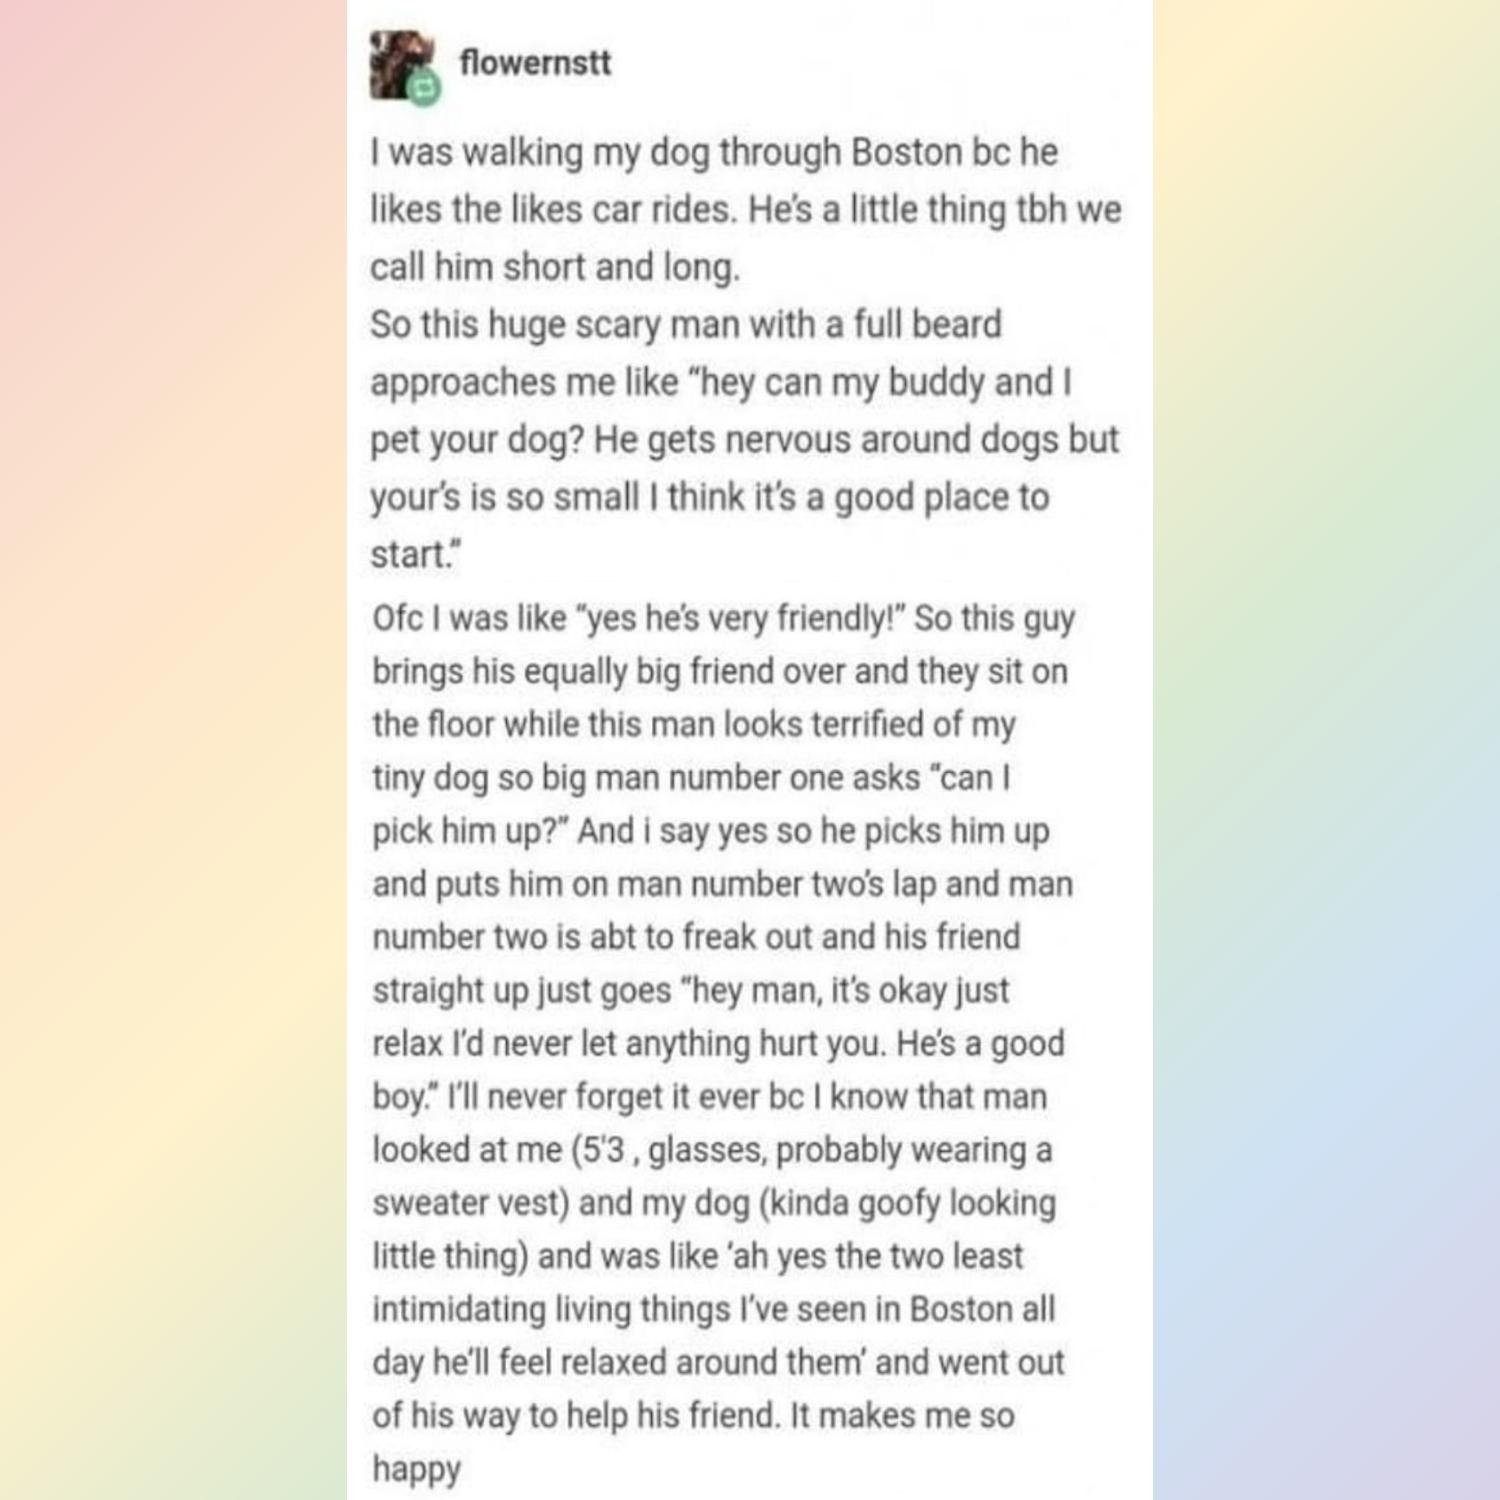 flowernstt
I was walking my dog through Boston bc he
likes the likes car rides. He's a little thing tbh we
call him short and long.
So this huge scary man with a full beard
approaches me like “hey can my buddy and I
pet your dog? He gets nervous around dogs but
your's is so small I think it's a good place to
start.”
Ofc I was like “yes he's very friendly!” So this guy
brings his equally big friend over and they sit on
the floor while this man looks terrified of my
tiny dog so big man number one asks “can I
pick him up?” And i say yes so he picks him up
and puts him on man number two's lap and man
number two is abt to freak out and his friend
straight up just goes “hey man, it's okay just
relax I'd never let anything hurt you. He's a good
boy.” I'll never forget it ever bc I know that man
looked at me (5'3 , glasses, probably wearing a
sweater vest) and my dog (kinda goofy looking
little thing) and was like ‘ah yes the two least
intimidating living things I've seen in Boston all
day he'll feel relaxed around them’ and went out
of his way to help his friend. It makes me so
happy